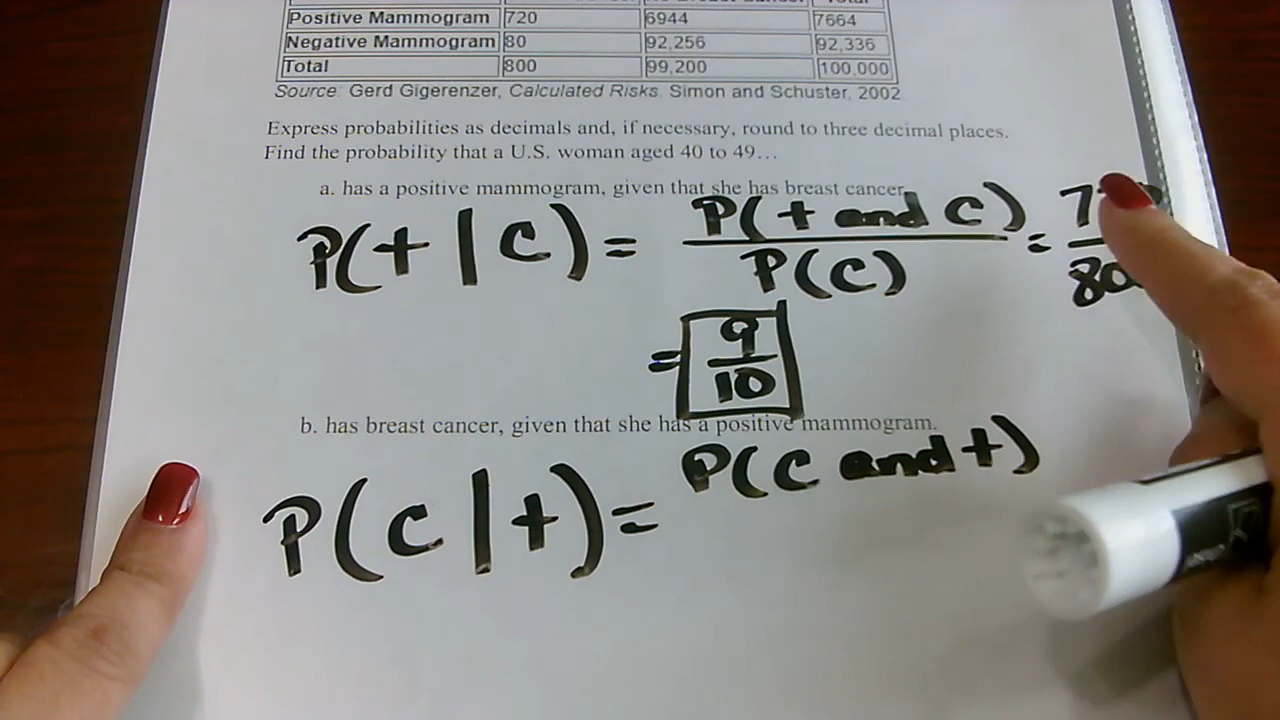 Total
Positive Mammogram 720 6944 7664
Negative Mammogram 80 92,256 92,336
Total 800 99,200 100,000
Source: Gerd Gigerenzer, Calculated Risks. Simon and Schuster, 2002
Express probabilities as decimals and, if necessary, round to three decimal places.
Find the probability that a U.S. woman aged 40 to 49…
a. has a positive mammogram, given that she has breast cancer.
P(+ | C) = P(+ and C) =
P(C)
= 9
10
b. has breast cancer, given that she has a positive mammogram.
P(C | +) = P(C and +)